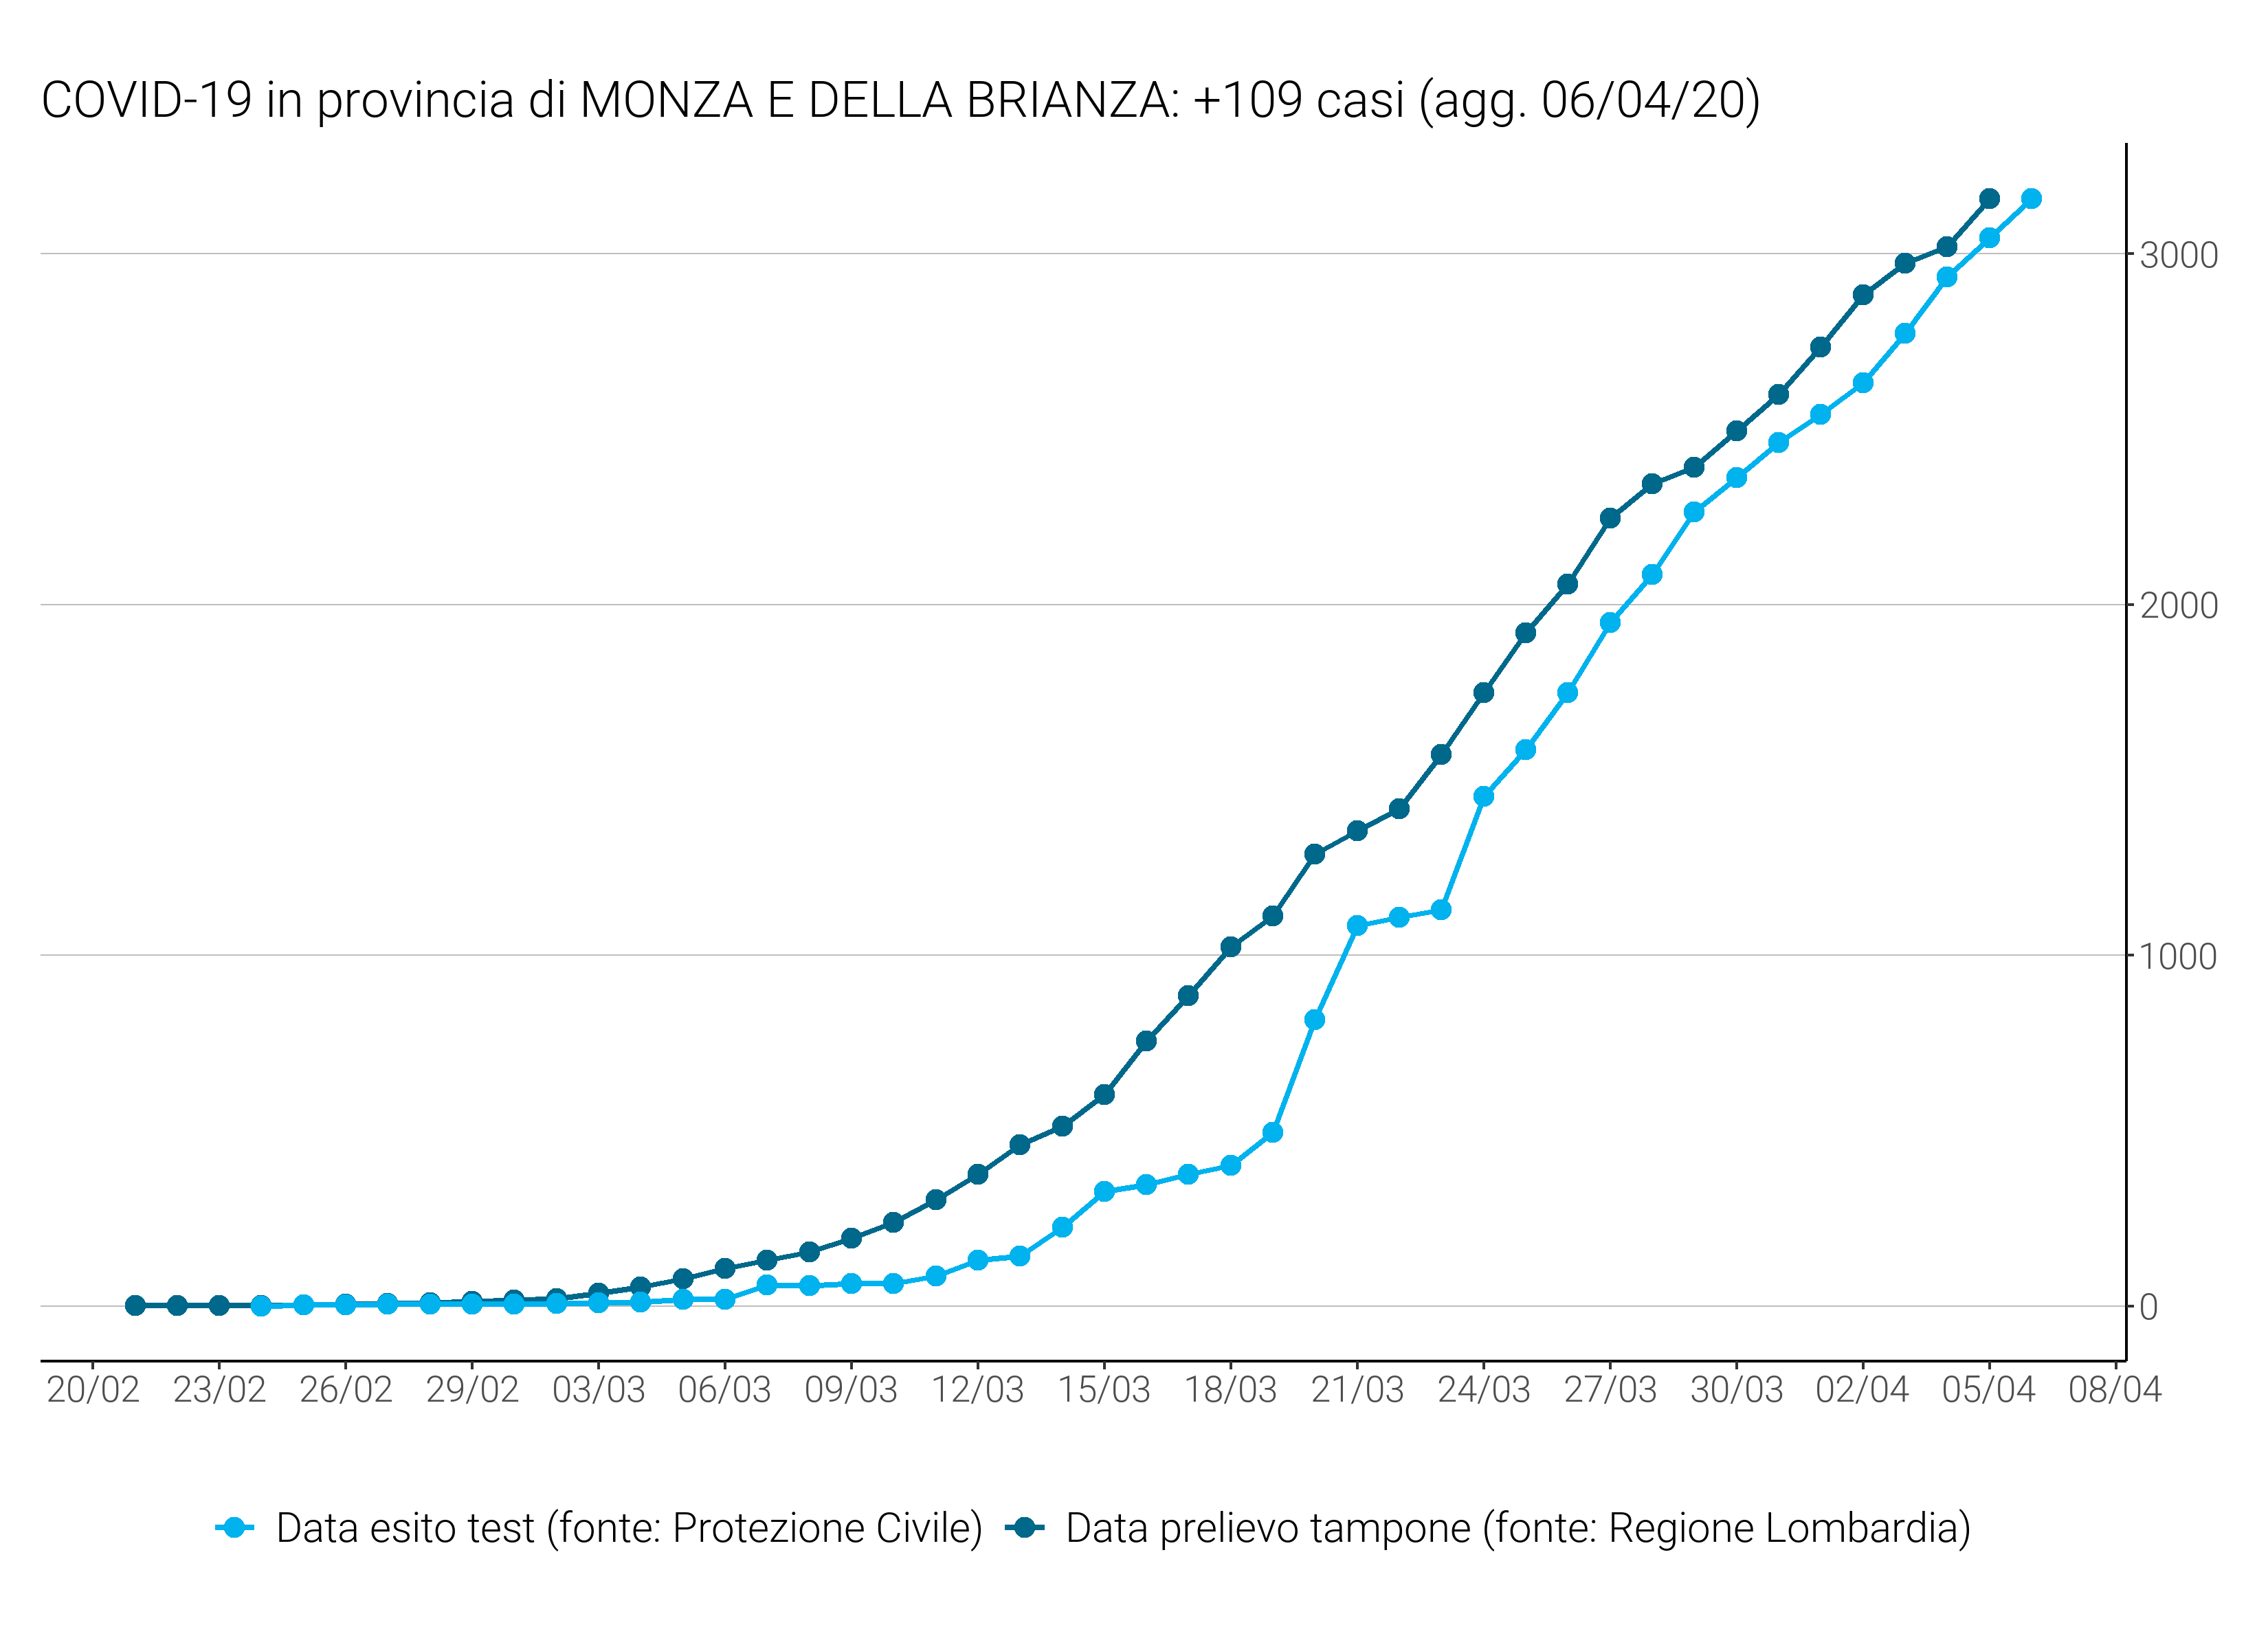 COVID-19 in provincia di MONZA E DELLA BRIANZA: +109 casi (agg. 06/04/20)
3000
2000
1000
0
20/02 23/02 26/02 29/02 03/03 06/03 09/03 12/03 15/03 18/03 21/03 24/03 27/03 30/03 02/04 05/04 08/04
Data esito test (fonte: Protezione Civile) Data prelievo tampone (fonte: Regione Lombardia)